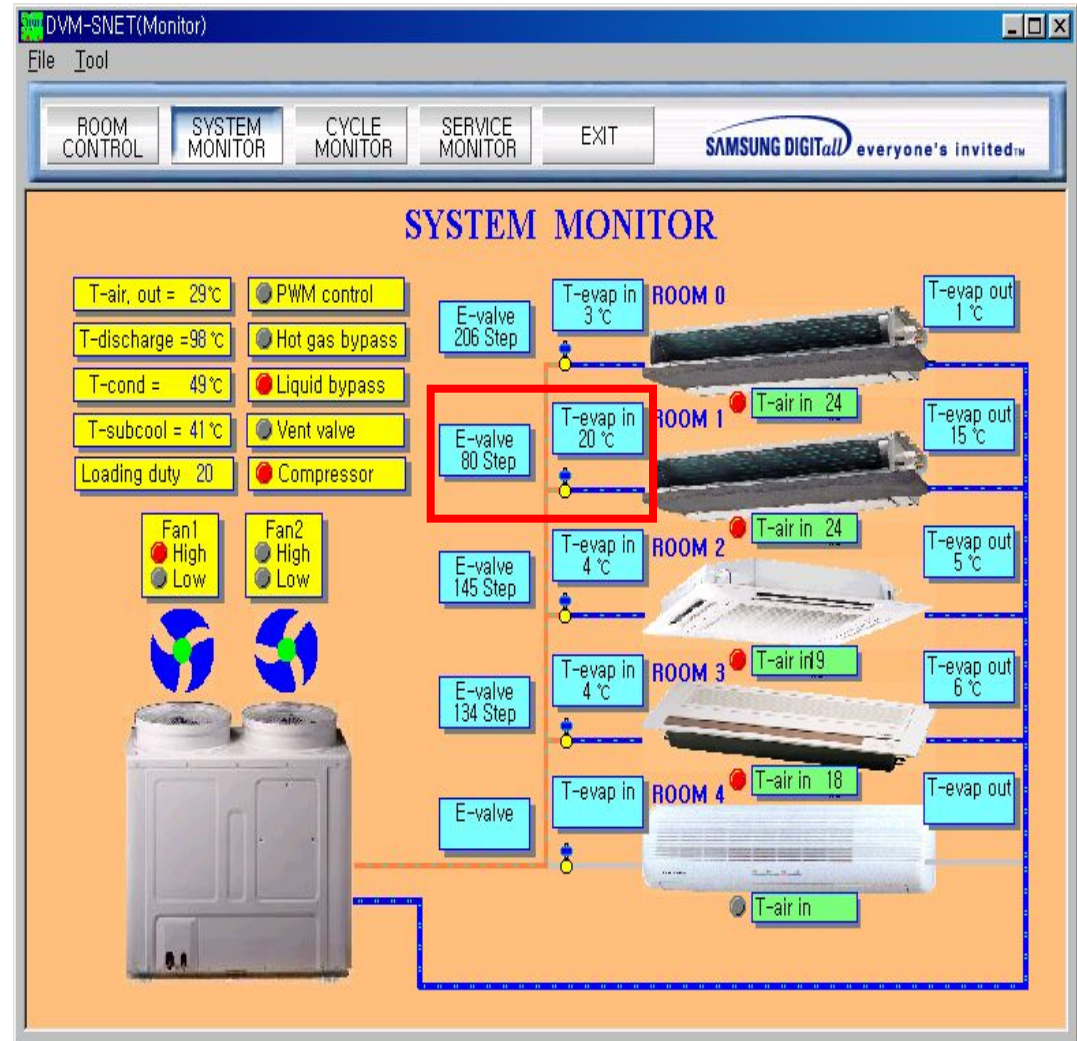 DVM-SNET(Monitor)
File Tool
ROOM CONTROL
SYSTEM MONITOR
CYCLE MONITOR
SERVICE MONITOR
EXIT
SAMSUNG DIGITall everyone's invited™
SYSTEM MONITOR
T-air, out = 29℃
PWM control
T-discharge =98 ℃
Hot gas bypass
T-cond = 49℃
Liquid bypass
T-subcool = 41 ℃
Vent valve
Loading duty 20
Compressor
Fan1
High
Low
Fan2
High
Low
E-valve
206 Step
T-evap in
3 ℃
ROOM 0
T-evap out
1 ℃
T-air in 24
E-valve
80 Step
T-evap in
20 ℃
ROOM 1
T-evap out
15 ℃
T-air in 24
E-valve
145 Step
T-evap in
4 ℃
ROOM 2
T-evap out
5 ℃
T-air in19
E-valve
134 Step
T-evap in
4 ℃
ROOM 3
T-evap out
6 ℃
T-air in 18
E-valve
T-evap in
ROOM 4
T-evap out
T-air in